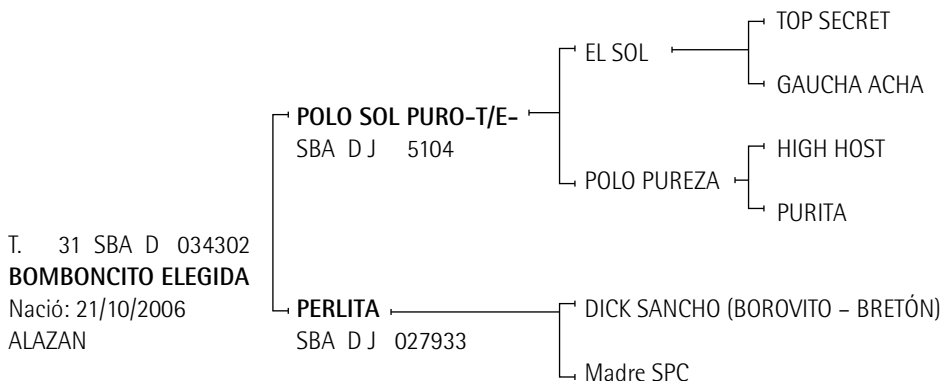 TOP SECRET
EL SOL
GAUCHA ACHA
POLO SOL PURO-T/E-
SBA D J 5104
HIGH HOST
POLO PUREZA
PURITA
T. 31 SBA D 034302
BOMBONCITO ELEGIDA
Nació: 21/10/2006
ALAZAN
PERLITA
SBA D J 027933
DICK SANCHO (BOROVITO – BRETÓN)
Madre SPC